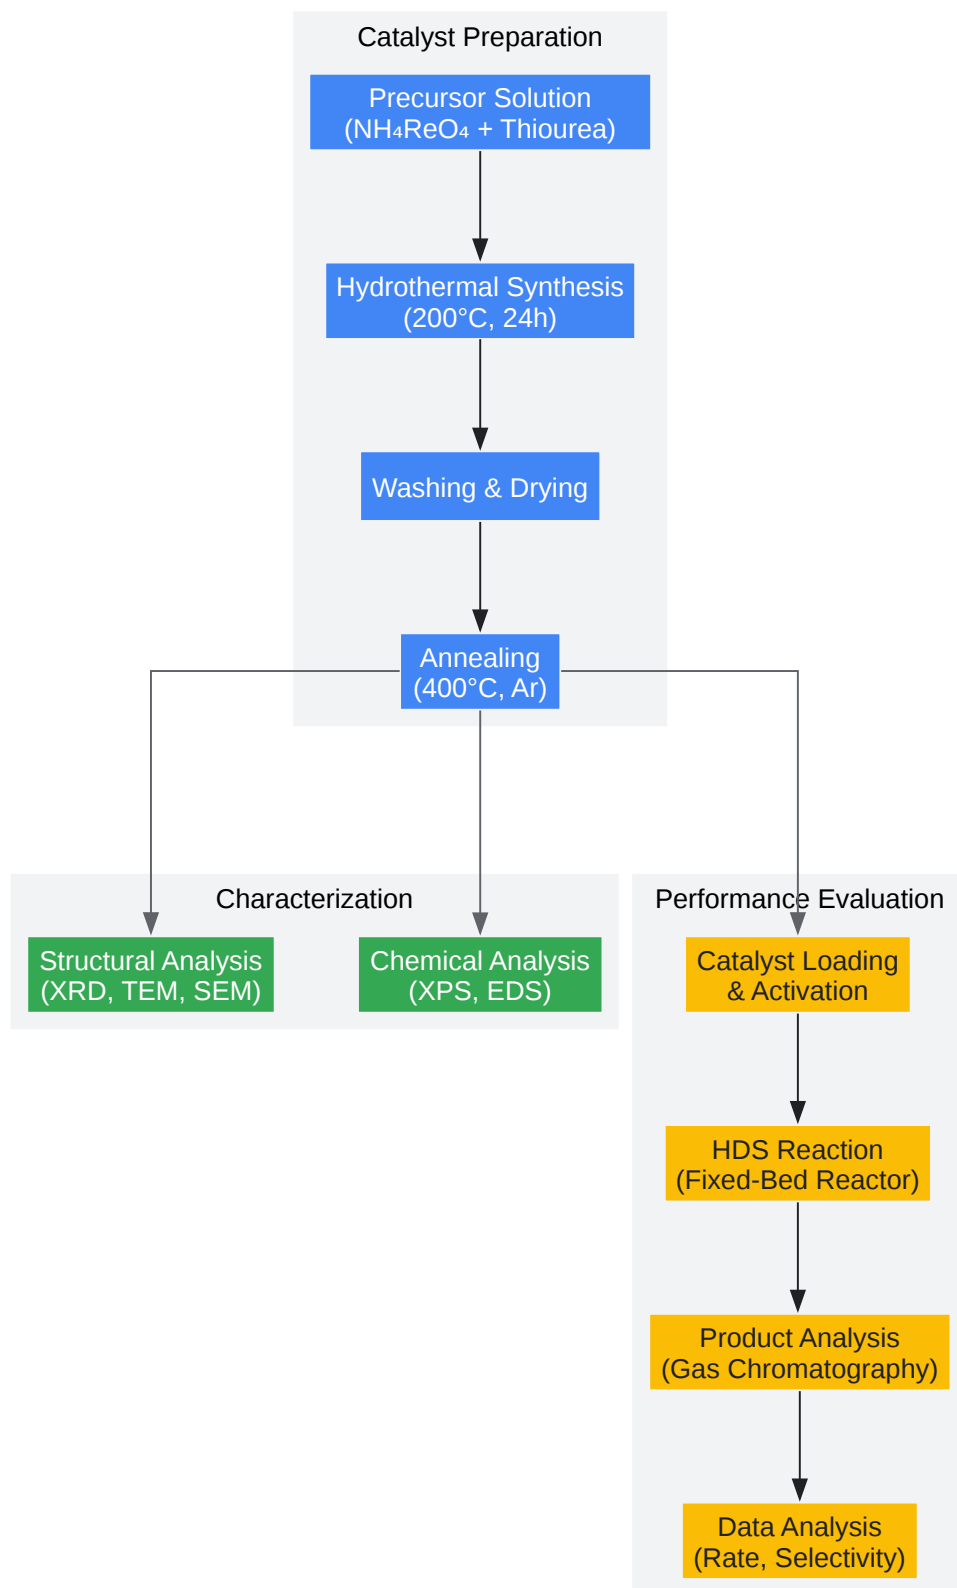 Catalyst Preparation
Precursor Solution
(NH₄ReO₄ + Thiourea)
Hydrothermal Synthesis
(200°C, 24h)
Washing & Drying
Annealing
(400°C, Ar)
Characterization
Structural Analysis
(XRD, TEM, SEM)
Chemical Analysis
(XPS, EDS)
Performance Evaluation
Catalyst Loading
& Activation
HDS Reaction
(Fixed-Bed Reactor)
Product Analysis
(Gas Chromatography)
Data Analysis
(Rate, Selectivity)